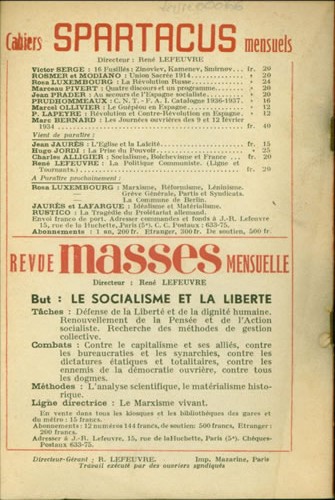 Cahiers SPARTACUS mensuels
Directeur : René LEFEUVRE
Victor SERGE : 16 Fusillés : Zinoviev, Kamenev, Smirnov... fr. 20
ROSMER et MODIANO : Union Sacrée 1914 » 20
Rosa LUXEMBOURG : La Révolution Russe » 24
Marceau PIVERT : Quatre discours et un programme. » 20
Jean PRADER : Au secours de l'Espagne socialiste. » 20
PRUDHOMMEAUX : C. N. T. - F. A. I. Catalogne 1936-1937. » 16
Marcel OLLIVIER : Le Guépéou en Espagne. » 12
P. LAPEYRE : Révolution et Contre-Révolution en Espagne. » 12
Marc BERNARD : Les Journées ouvrières des 9 et 12 février
1934 fr. 40
Vient de paraître :
Jean JAURÈS : L'Eglise et la Laïcité. fr. 15
Hugo JORDI : La Prise du Pouvoir. » 25
Charles ALLIGIER : Socialisme, Bolchevisme et France ... fr. 20
René LEFEUVRE : La Politique Communiste. (Ligne et
Tournants.) fr. 20
A Paraître prochainement :
Rosa LUXEMBOURG : Marxisme, Réformisme, Léninisme.
Grève Générale, Partis et Syndicats.
La Commune de Berlin.
JAURÈS et LAFARGUE : Idéalisme et Matérialisme.
RUSTICO : La Tragédie du Prolétariat allemand.
Envoi franco de port. Adresser commandes et fonds à J.-R. Lefeuvre
15, rue de la Huchette, Paris (5e). C. C. Postaux : 633-75.
Abonnements : 1 an, 200 fr. Etranger, 300 fr. De soutien, 500 fr.
REVUE masses MENSUELLE
Directeur : René LEFEUVRE
But : LE SOCIALISME ET LA LIBERTE
Tâches : Défense de la Liberté et de la dignité humaine.
Renouvellement de la Pensée et de l'Action
socialiste. Recherche des méthodes de gestion
collective.
Combats : Contre le capitalisme et ses alliés, contre
les bureaucraties et les synarchies, contre les
dictatures étatiques et totalitaires, contre les
ennemis de la démocratie ouvrière, contre tous
les dogmes.
Méthodes : L'analyse scientifique, le matérialisme histo-
rique.
Ligne directrice : Le Marxisme vivant.
En vente dans tous les kiosques et les bibliothèques des gares et
du métro : 15 francs.
Abonnements : 12 numéros 144 francs, de soutien: 500 francs, Etranger :
200 francs.
Adresser à J.-R. Lefeuvre, 15, rue de laHuchette, Paris (5e). Chèques-
Postaux 633-75.
Directeur-Gérant : R. LEFEUVRE. Imp. Mazarine, Paris
Travail exécuté par des ouvriers syndiqués